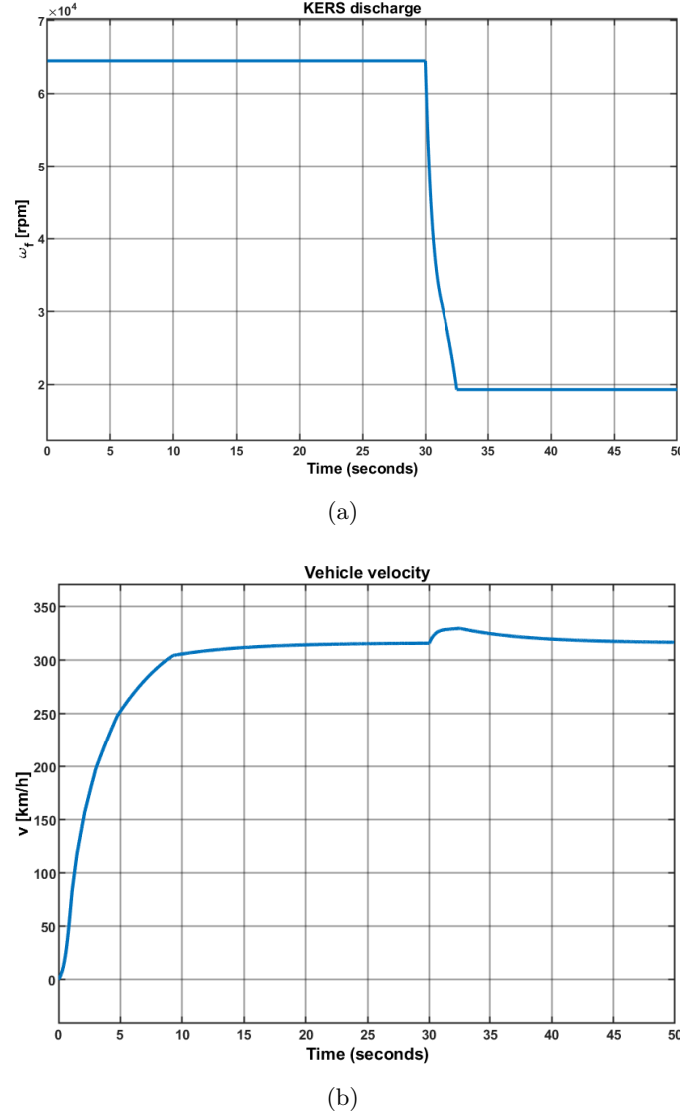 KERS discharge
×10⁴
7
6
5
4
3
2
ω_f [rpm]
0 5 10 15 20 25 30 35 40 45 50
Time (seconds)
(a)
Vehicle velocity
350
300
250
200
150
100
50
0
v [km/h]
0 5 10 15 20 25 30 35 40 45 50
Time (seconds)
(b)